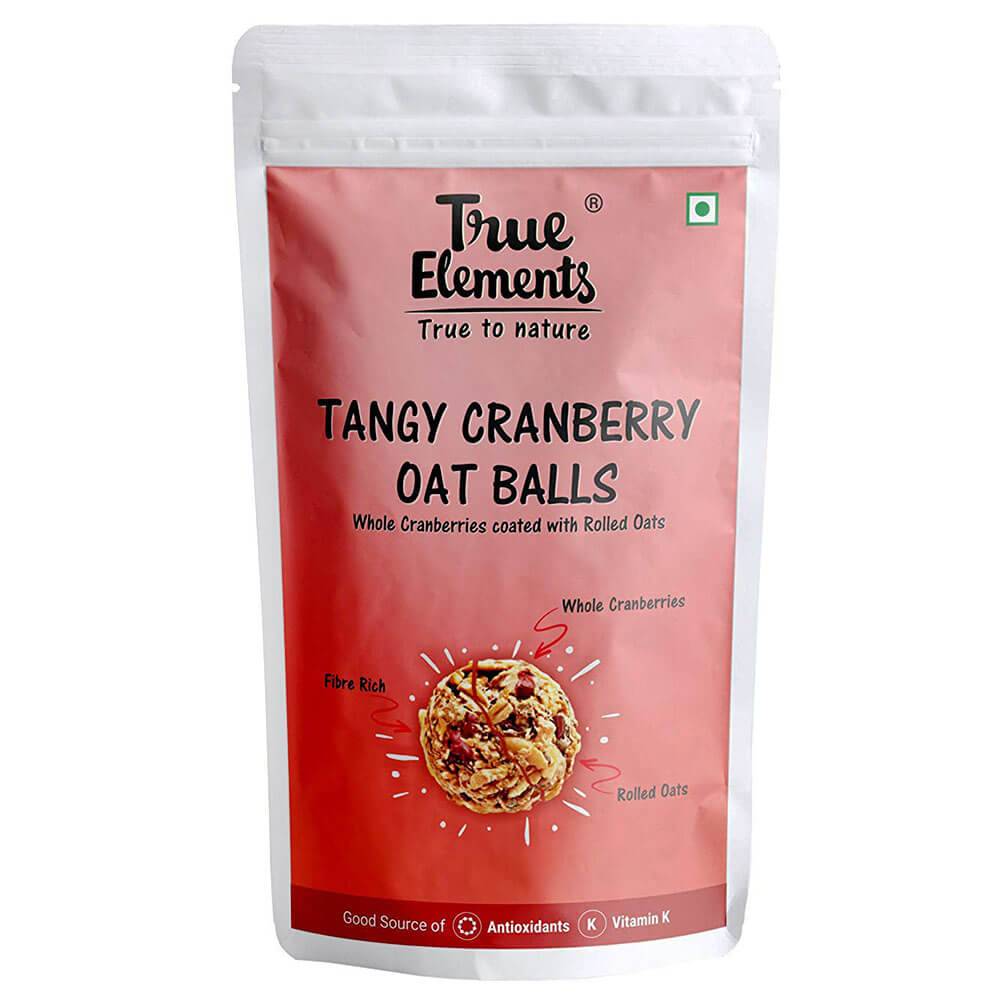 True ®
Elements
True to nature
TANGY CRANBERRY
OAT BALLS
Whole Cranberries coated with Rolled Oats
Whole Cranberries
Fibre Rich
Rolled Oats
Good Source of Antioxidants K Vitamin K